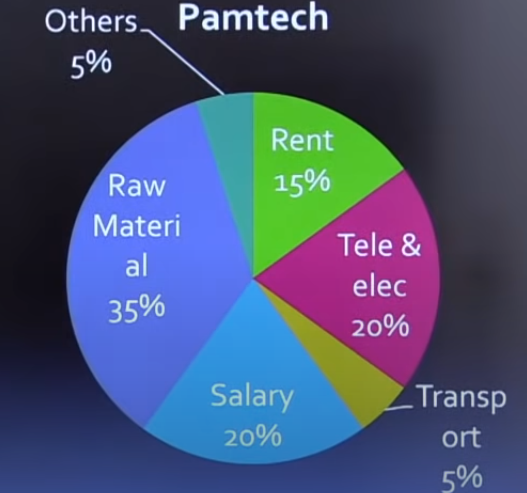 Pamtech
Others
5%
Rent
15%
Tele &
elec
20%
Transp
ort
5%
Salary
20%
Raw
Materi
al
35%